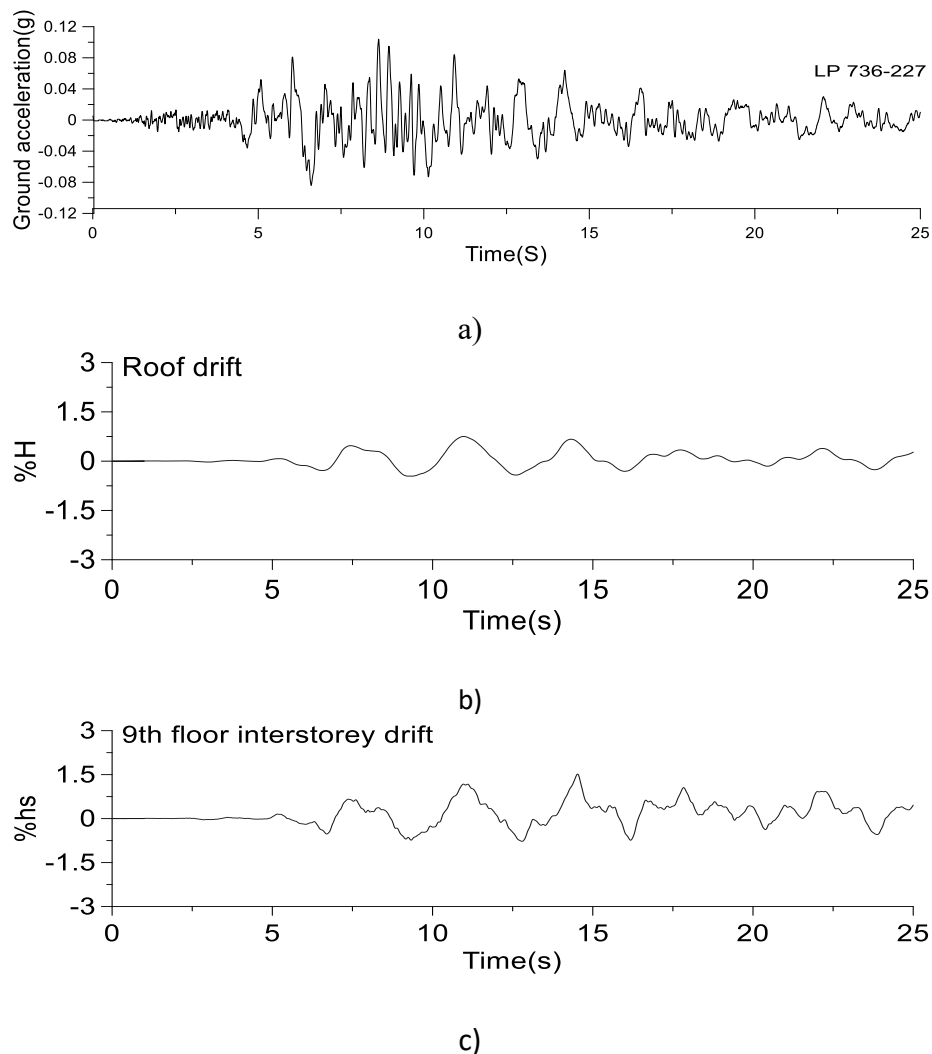 0.12
0.08
0.04
0
-0.04
-0.08
-0.12
Ground acceleration(g)
LP 736-227
0 5 10 15 20 25
Time(S)
a)
Roof drift
3
1.5
0
-1.5
-3
%H
0 5 10 15 20 25
Time(s)
b)
9th floor interstorey drift
3
1.5
0
-1.5
-3
%hs
0 5 10 15 20 25
Time(s)
c)